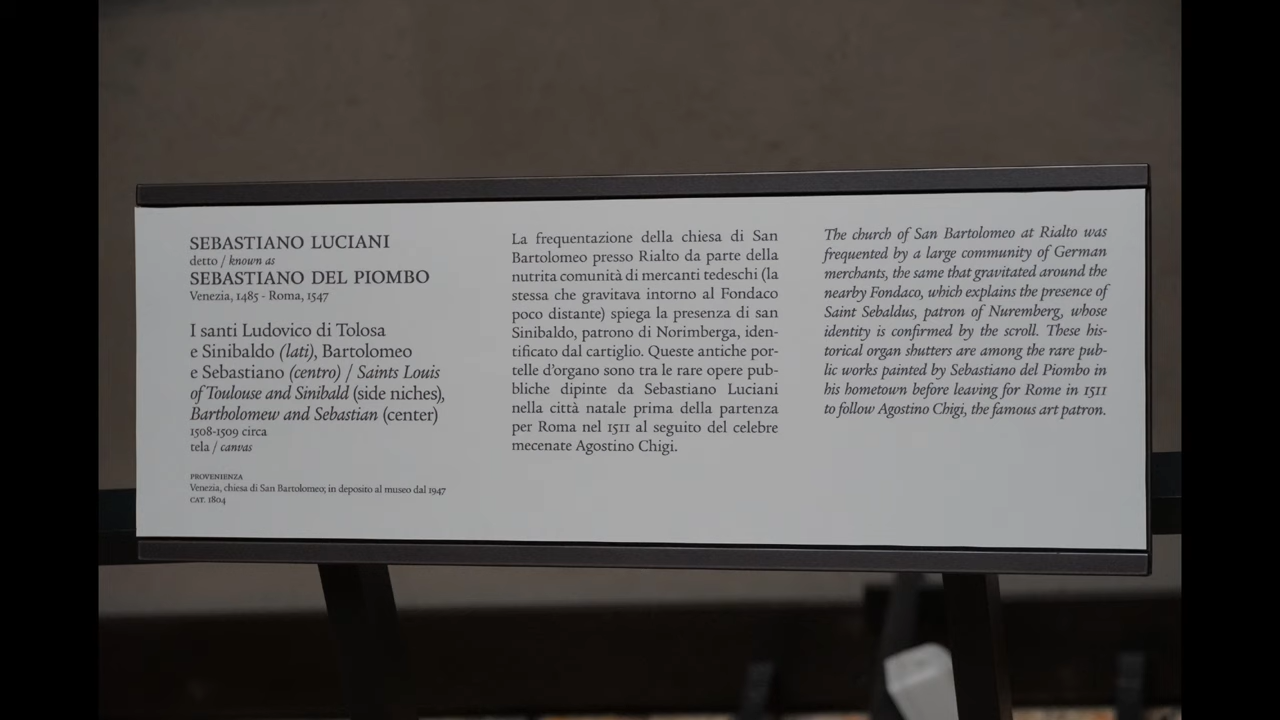 SEBASTIANO LUCIANI
detto / known as
SEBASTIANO DEL PIOMBO
Venezia, 1485 - Roma, 1547
I santi Ludovico di Tolosa
e Sinibaldo (lati), Bartolomeo
e Sebastiano (centro) / Saints Louis
of Toulouse and Sinibald (side niches),
Bartholomew and Sebastian (center)
1508-1509 circa
tela / canvas
PROVENIENZA
Venezia, chiesa di San Bartolomeo; in deposito al museo dal 1947
CAT. 1804
La frequentazione della chiesa di San
Bartolomeo presso Rialto da parte della
nutrita comunità di mercanti tedeschi (la
stessa che gravitava intorno al Fondaco
poco distante) spiega la presenza di san
Sinibaldo, patrono di Norimberga, iden-
tificato dal cartiglio. Queste antiche por-
telle d'organo sono tra le rare opere pub-
bliche dipinte da Sebastiano Luciani
nella città natale prima della partenza
per Roma nel 1511 al seguito del celebre
mecenate Agostino Chigi.
The church of San Bartolomeo at Rialto was
frequented by a large community of German
merchants, the same that gravitated around the
nearby Fondaco, which explains the presence of
Saint Sebaldus, patron of Nuremberg, whose
identity is confirmed by the scroll. These his-
torical organ shutters are among the rare pub-
lic works painted by Sebastiano del Piombo in
his hometown before leaving for Rome in 1511
to follow Agostino Chigi, the famous art patron.